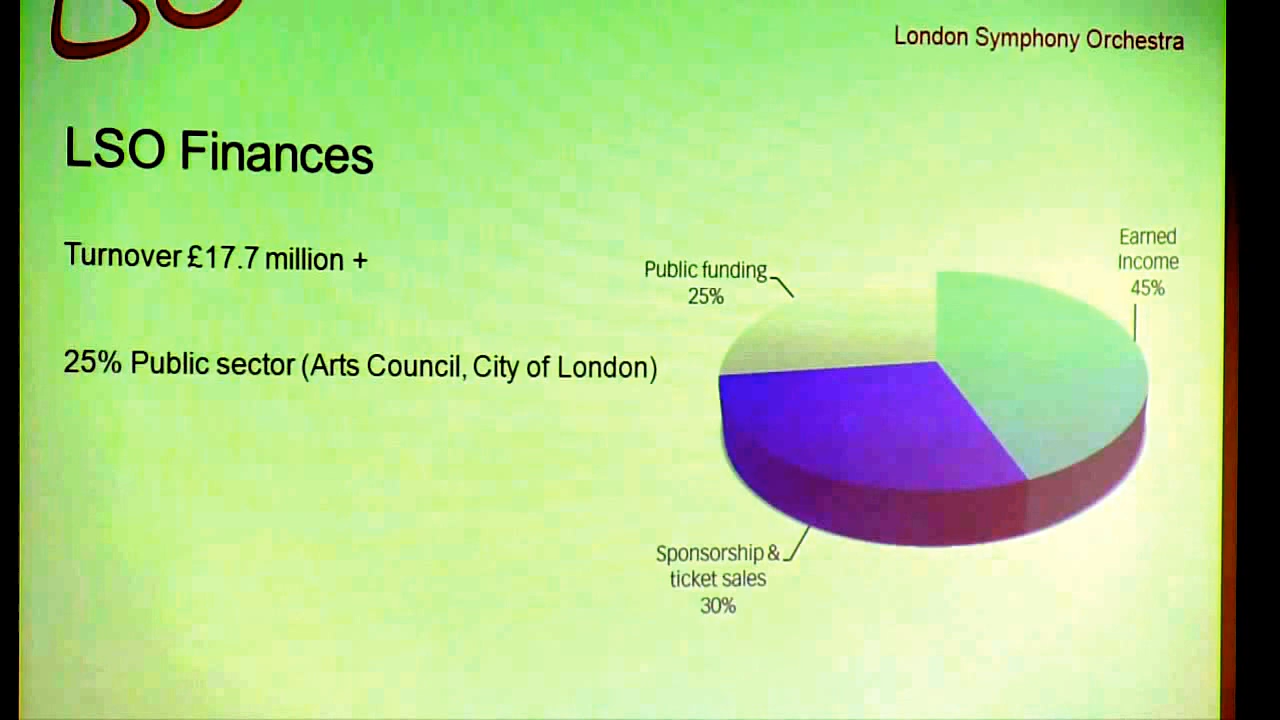 London Symphony Orchestra
LSO Finances
Turnover £17.7 million +
25% Public sector (Arts Council, City of London)
Public funding
25%
Earned
Income
45%
Sponsorship &
ticket sales
30%